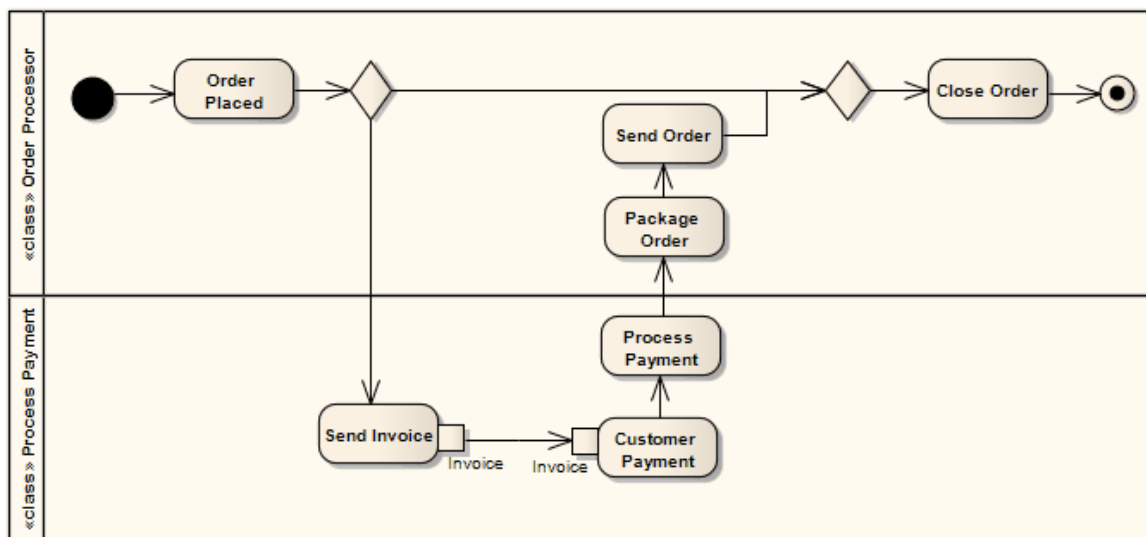 «class» Order Processor
Order
Placed
Close Order
Send Order
Package
Order
«class» Process Payment
Process
Payment
Send Invoice
Invoice
Invoice
Customer
Payment